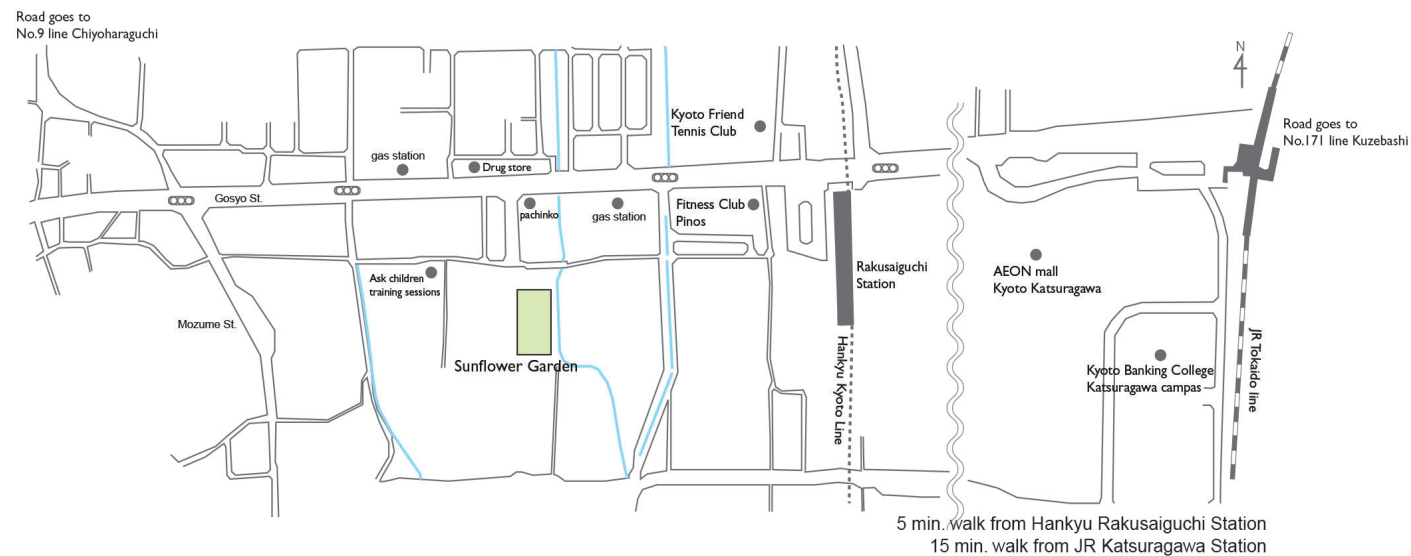 Road goes to
No.9 line Chiyoharaguchi
N
4
Kyoto Friend
Tennis Club
Road goes to
No.171 line Kuzebashi
gas station
Drug store
Gosyo St.
pachinko
gas station
Fitness Club
Pinos
Ask children
training sessions
Rakusaiguchi
Station
AEON mall
Kyoto Katsuragawa
Mozume St.
Sunflower Garden
Hankyu Kyoto Line
JR Tokaido line
Kyoto Banking College
Katsuragawa campas
5 min. walk from Hankyu Rakusaiguchi Station
15 min. walk from JR Katsuragawa Station